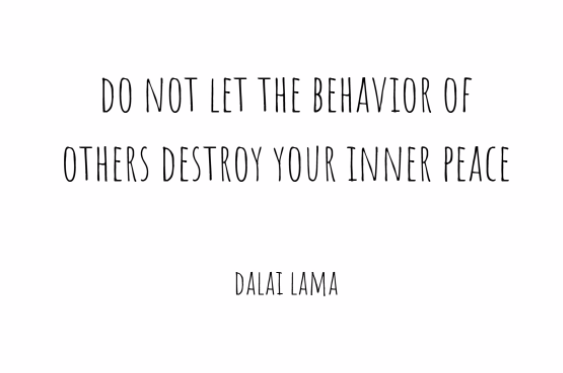 DO NOT LET THE BEHAVIOR OF
OTHERS DESTROY YOUR INNER PEACE
DALAI LAMA